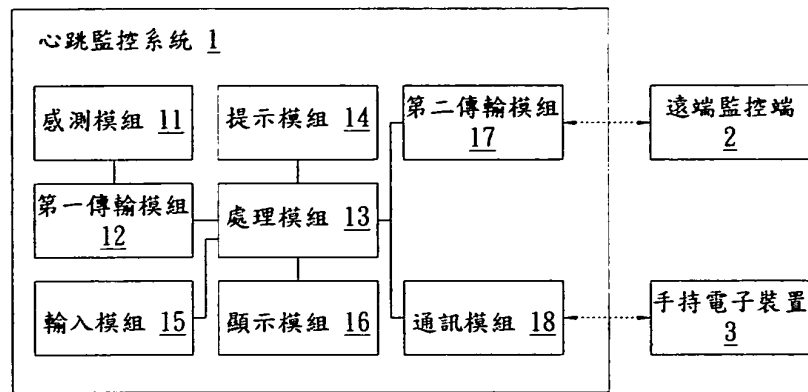 心跳監控系統 1
感測模組 11
提示模組 14
第二傳輸模組
17
遠端監控端
2
第一傳輸模組
12
處理模組 13
輸入模組 15
顯示模組 16
通訊模組 18
手持電子裝置
3